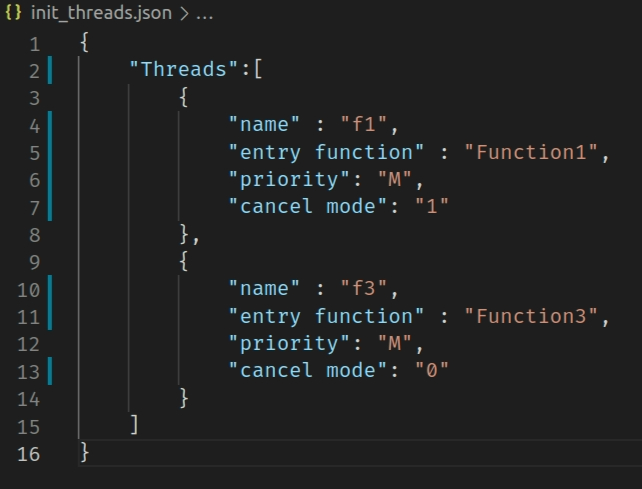 {} init_threads.json > ...
1 {
2 "Threads":[
3 {
4 "name" : "f1",
5 "entry function" : "Function1",
6 "priority": "M",
7 "cancel mode": "1"
8 },
9 {
10 "name" : "f3",
11 "entry function" : "Function3",
12 "priority": "M",
13 "cancel mode": "0"
14 }
15 ]
16 }